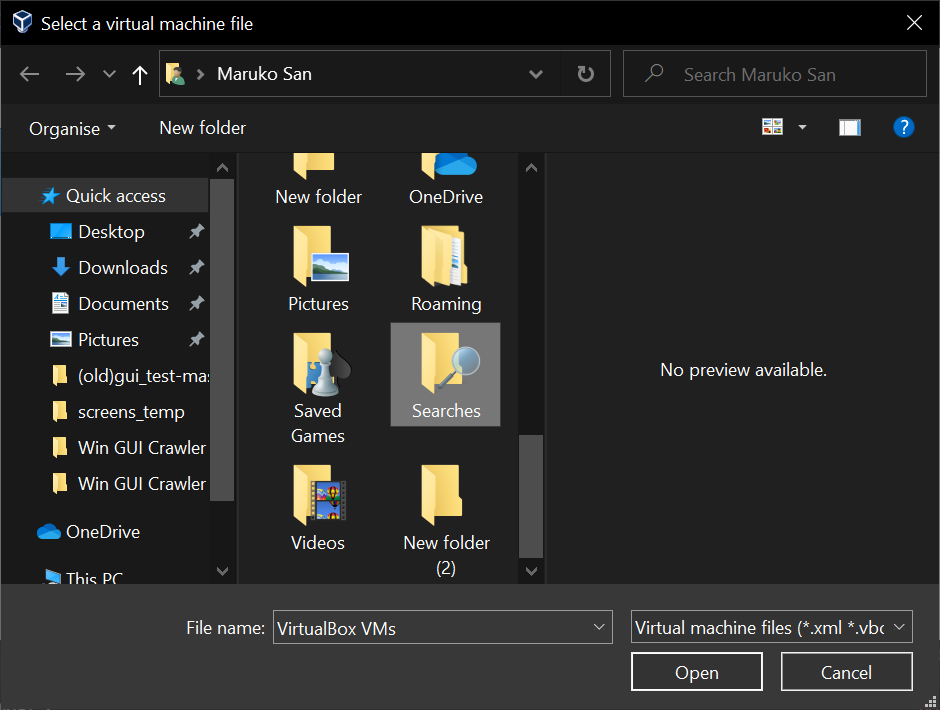 Select a virtual machine file
Maruko San
Search Maruko San
Organise
New folder
?
Quick access
Desktop
Downloads
Documents
Pictures
(old)gui_test-mas
screens_temp
Win GUI Crawler
Win GUI Crawler
OneDrive
This PC
New folder
OneDrive
Pictures
Roaming
Saved
Games
Searches
Videos
New folder
(2)
No preview available.
File name:
VirtualBox VMs
Virtual machine files (*.xml *.vbo
Open
Cancel